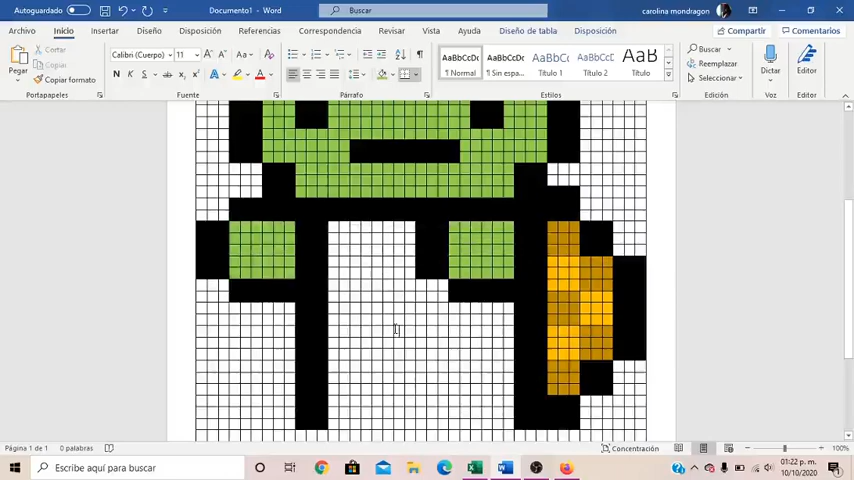 Autoguardado
Documento1 - Word
Buscar
carolina mondragon
Archivo Inicio Insertar Diseño Disposición Referencias Correspondencia Revisar Vista Ayuda Diseño de tabla Disposición
Compartir Comentarios
Pegar
Cortar
Copiar
Copiar formato
Portapapeles
Calibri (Cuerpo) 11
N K S
Fuente
Párrafo
AaBbCcDc AaBbCcDc AaBbCc AaBbCcD AaB
¶ Normal ¶ Sin espa... Título 1 Título 2 Título
Estilos
Buscar
Reemplazar
Seleccionar
Edición
Dictar
Voz
Editor
Editor
Página 1 de 1 0 palabras
Concentración
100%
Escribe aquí para buscar
01:22 p. m.
10/10/2020